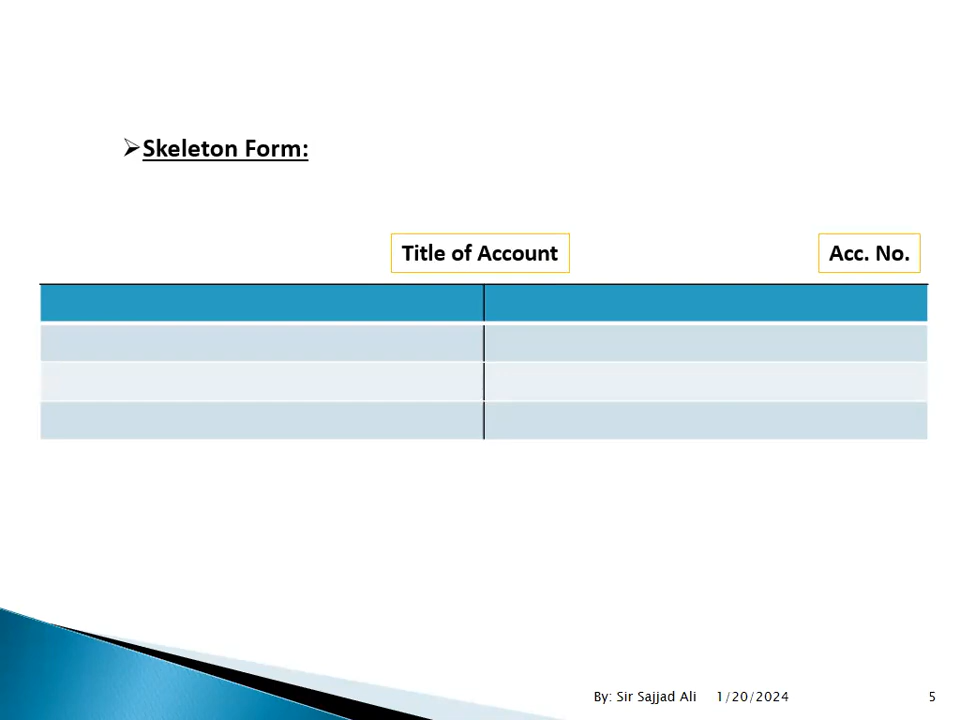 ➢Skeleton Form:
Title of Account
Acc. No.
By: Sir Sajjad Ali 1/20/2024 5